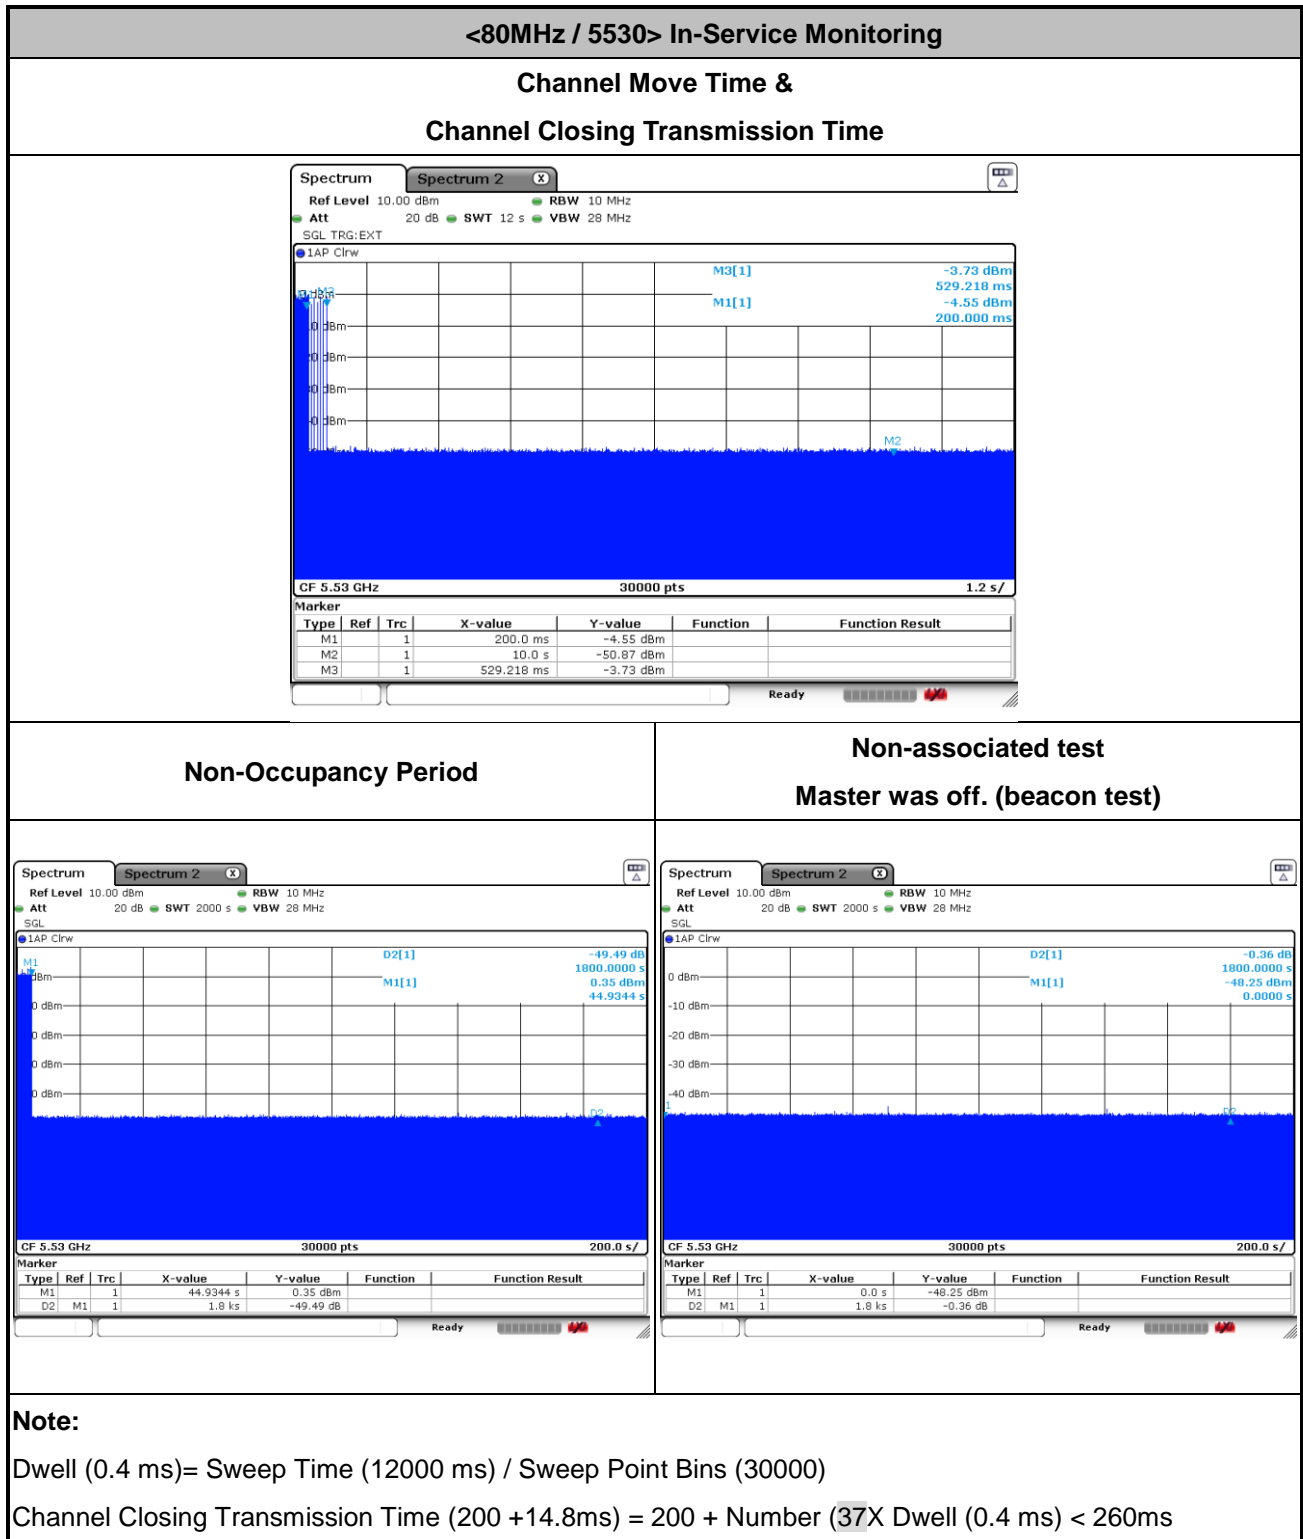 <80MHz / 5530> In-Service Monitoring
Channel Move Time &
Channel Closing Transmission Time
Spectrum Spectrum 2 X
Ref Level 10.00 dBm RBW 10 MHz
Att 20 dB SWT 12 s VBW 28 MHz
SGL TRG:EXT
1AP Clrw
M3[1] -3.73 dBm
529.218 ms
M1[1] -4.55 dBm
200.000 ms
M2
CF 5.53 GHz 30000 pts 1.2 s/
Marker
Type Ref Trc X-value Y-value Function Function Result
M1 1 200.0 ms -4.55 dBm
M2 1 10.0 s -50.87 dBm
M3 1 529.218 ms -3.73 dBm
Ready
Non-Occupancy Period
Spectrum Spectrum 2 X
Ref Level 10.00 dBm RBW 10 MHz
Att 20 dB SWT 2000 s VBW 28 MHz
SGL
1AP Clrw
D2[1] -49.49 dB
1800.0000 s
M1[1] 0.35 dBm
44.9344 s
M1
D2
CF 5.53 GHz 30000 pts 200.0 s/
Marker
Type Ref Trc X-value Y-value Function Function Result
M1 1 44.9344 s 0.35 dBm
D2 M1 1 1.8 ks -49.49 dB
Ready
Non-associated test
Master was off. (beacon test)
Spectrum Spectrum 2 X
Ref Level 10.00 dBm RBW 10 MHz
Att 20 dB SWT 2000 s VBW 28 MHz
SGL
1AP Clrw
D2[1] -0.36 dB
1800.0000 s
M1[1] -48.25 dBm
0.0000 s
0 dBm
-10 dBm
-20 dBm
-30 dBm
-40 dBm
D2
CF 5.53 GHz 30000 pts 200.0 s/
Marker
Type Ref Trc X-value Y-value Function Function Result
M1 1 0.0 s -48.25 dBm
D2 M1 1 1.8 ks -0.36 dB
Ready
Note:
Dwell (0.4 ms)= Sweep Time (12000 ms) / Sweep Point Bins (30000)
Channel Closing Transmission Time (200 +14.8ms) = 200 + Number (37X Dwell (0.4 ms) < 260ms